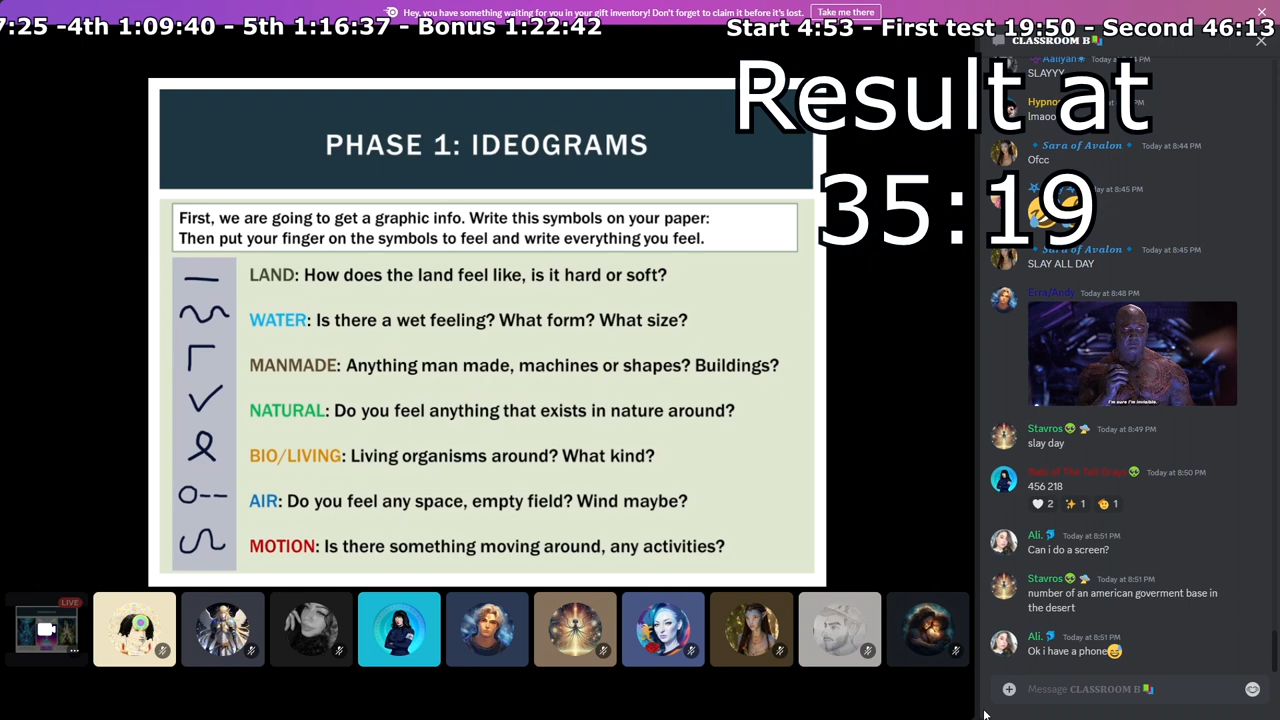 Hey, you have something waiting for you in your gift inventory! Don't forget to claim it before it's lost. Take me there
7:25 -4th 1:09:40 - 5th 1:16:37 - Bonus 1:22:42
Start 4:53 - First test 19:50 - Second 46:13
Result at
35:19
PHASE 1: IDEOGRAMS
First, we are going to get a graphic info. Write this symbols on your paper:
Then put your finger on the symbols to feel and write everything you feel.
LAND: How does the land feel like, is it hard or soft?
WATER: Is there a wet feeling? What form? What size?
MANMADE: Anything man made, machines or shapes? Buildings?
NATURAL: Do you feel anything that exists in nature around?
BIO/LIVING: Living organisms around? What kind?
AIR: Do you feel any space, empty field? Wind maybe?
MOTION: Is there something moving around, any activities?
LIVE
CLASSROOM B
Aaliyah
SLAYYY
Hypno
lmaoo
Sara of Avalon Today at 8:44 PM
Ofcc
Today at 8:45 PM
Sara of Avalon Today at 8:45 PM
SLAY ALL DAY
Erra/Andy Today at 8:48 PM
I'm sure I'm invisible.
Stavros Today at 8:49 PM
slay day
Today at 8:50 PM
456 218
2 1 1
Ali. Today at 8:51 PM
Can i do a screen?
Stavros Today at 8:51 PM
number of an american goverment base in
the desert
Ali. Today at 8:51 PM
Ok i have a phone
Message CLASSROOM B